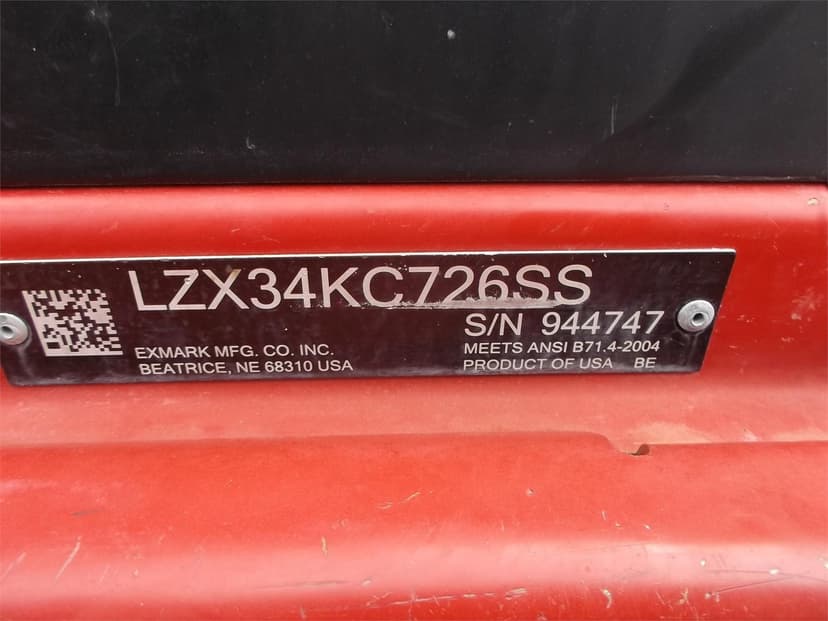 LZX34KC726SS
S/N 944747
EXMARK MFG. CO. INC.
BEATRICE, NE 68310 USA
MEETS ANSI B71.4-2004
PRODUCT OF USA BE